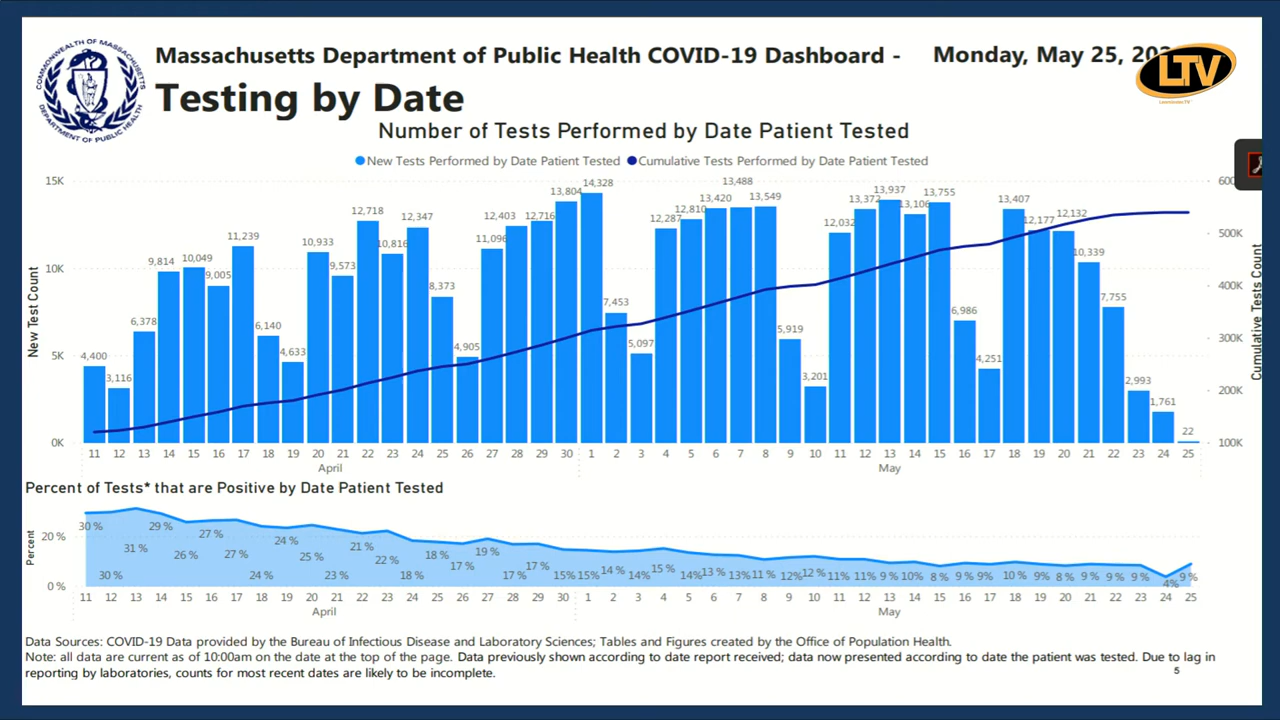 Massachusetts Department of Public Health COVID-19 Dashboard - Monday, May 25,
LTV
Testing by Date
COMMONWEALTH OF MASSACHUSETTS
DEPARTMENT OF PUBLIC HEALTH
Number of Tests Performed by Date Patient Tested
New Tests Performed by Date Patient Tested Cumulative Tests Performed by Date Patient Tested
New Test Count
15K
10K
5K
0K
4,400 3,116 6,378 9,814 10,049 9,005 11,239 6,140 4,633 10,933 9,573 12,718 10,816 12,347 8,373 4,905 11,096 12,403 12,716 13,804 14,328 7,453 5,097 12,287 12,810 13,420 13,488 13,549 5,919 3,201 12,032 13,372 13,937 13,106 13,755 6,986 4,251 13,407 12,177 12,132 10,339 7,755 2,993 1,761 22
500K
400K
300K
200K
100K
Cumulative Tests Count
11 12 13 14 15 16 17 18 19 20 21 22 23 24 25 26 27 28 29 30 1 2 3 4 5 6 7 8 9 10 11 12 13 14 15 16 17 18 19 20 21 22 23 24 25
April May
Percent of Tests* that are Positive by Date Patient Tested
Percent
20 %
0 %
30 % 30 % 31 % 29 % 26 % 27 % 27 % 24 % 24 % 25 % 23 % 21 % 22 % 18 % 18 % 17 % 19 % 17 % 17 % 15% 15% 14 % 14% 15 % 14% 13 % 13% 11 % 12% 12 % 11% 11% 9 % 10% 8 % 9 % 9% 10 % 9% 8 % 9% 9 % 9% 4% 9 %
11 12 13 14 15 16 17 18 19 20 21 22 23 24 25 26 27 28 29 30 1 2 3 4 5 6 7 8 9 10 11 12 13 14 15 16 17 18 19 20 21 22 23 24 25
April May
Data Sources: COVID-19 Data provided by the Bureau of Infectious Disease and Laboratory Sciences; Tables and Figures created by the Office of Population Health.
Note: all data are current as of 10:00am on the date at the top of the page. Data previously shown according to date report received; data now presented according to date the patient was tested. Due to lag in
reporting by laboratories, counts for most recent dates are likely to be incomplete.
5